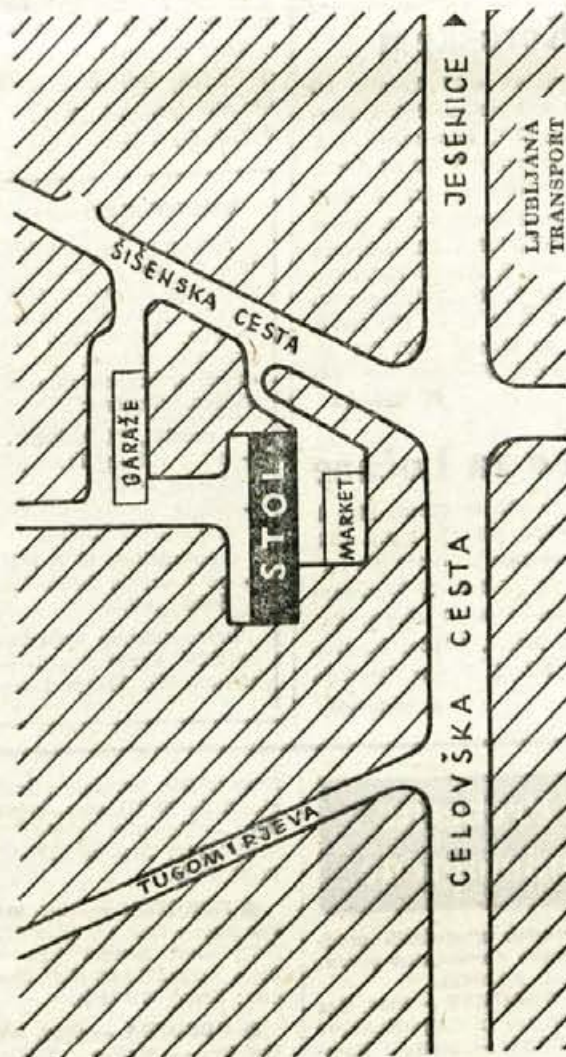 JESENICE
LJUBLJANA
TRANSPORT
ŠIŠENSKA CESTA
GARAŽE
STOL
MARKET
CELOVŠKA CESTA
TUGOMIRJEVA